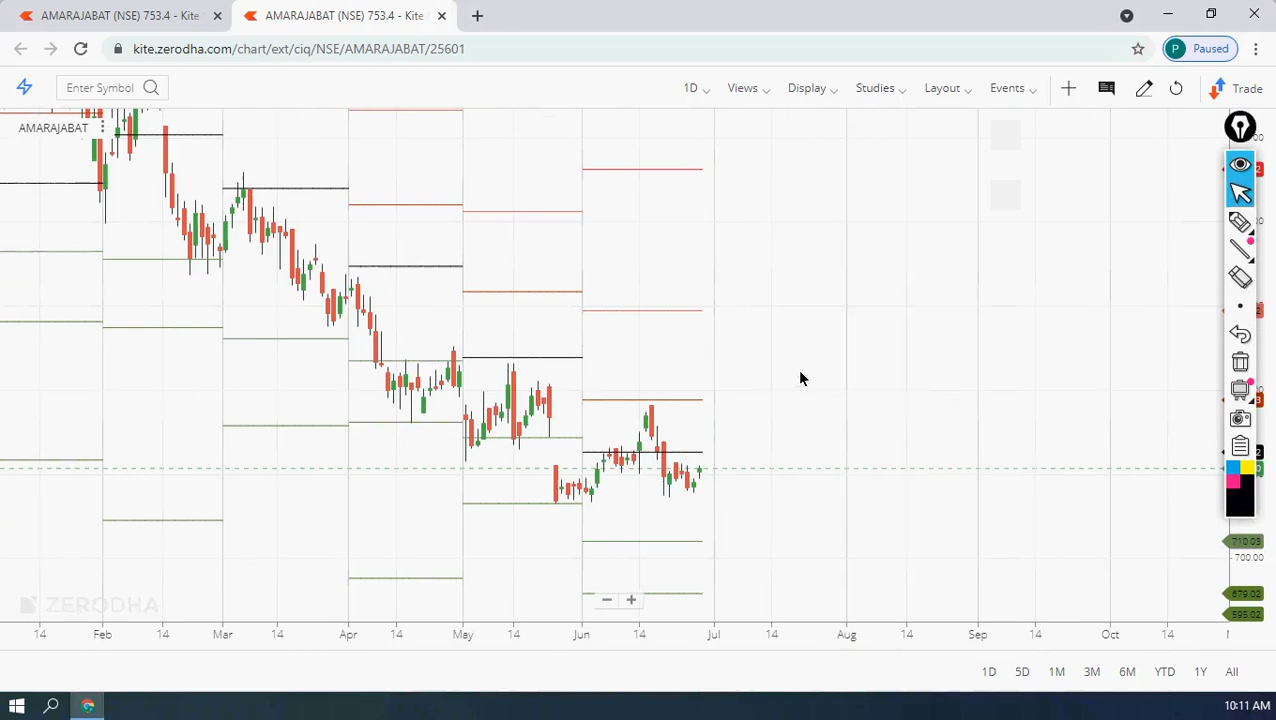 AMARAJABAT (NSE) 753.4 - Kite
AMARAJABAT (NSE) 753.4 - Kite
kite.zerodha.com/chart/ext/ciq/NSE/AMARAJABAT/25601
P Paused
Enter Symbol
1D Views Display Studies Layout Events Trade
AMARAJABAT
710.03
700.00
679.02
595.02
ZERODHA
14 Feb 14 Mar 14 Apr 14 May 14 Jun 14 Jul 14 Aug 14 Sep 14 Oct 14
1D 5D 1M 3M 6M YTD 1Y All
10:11 AM